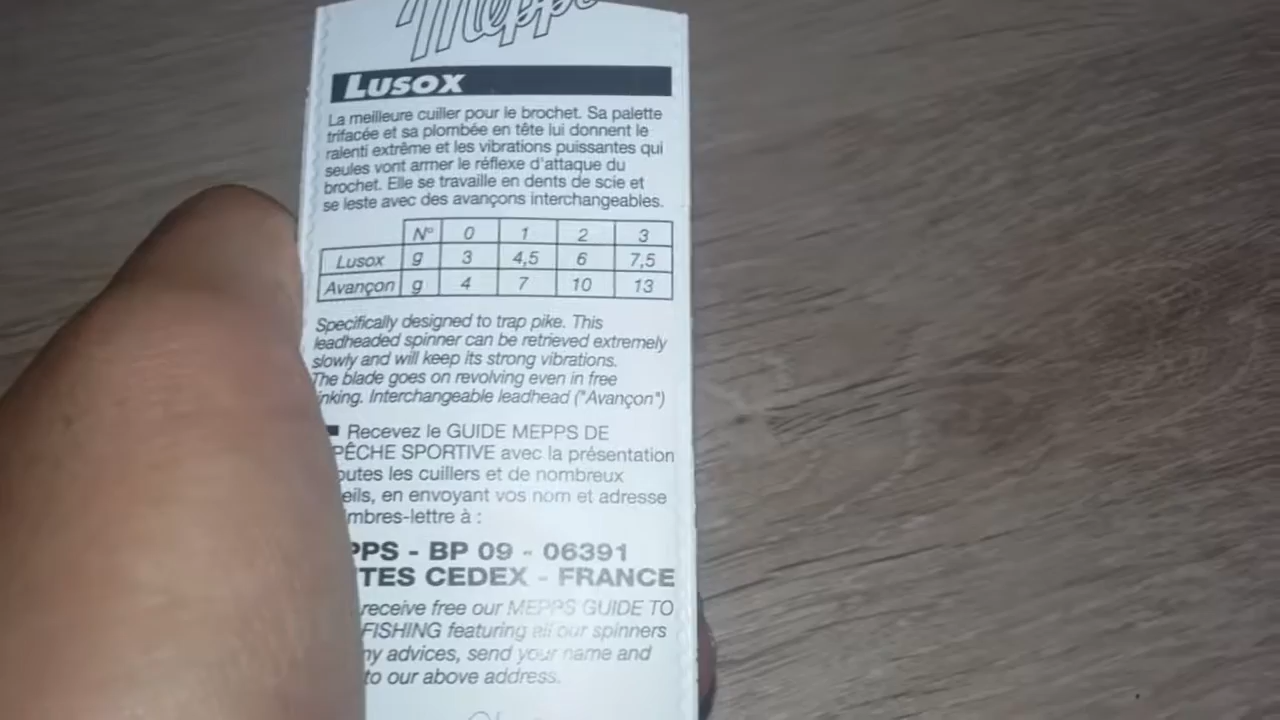 Mepps
LUSOX
La meilleure cuiller pour le brochet. Sa palette
trifacée et sa plombée en tête lui donnent le
ralenti extrême et les vibrations puissantes qui
seules vont armer le réflexe d'attaque du
brochet. Elle se travaille en dents de scie et
se leste avec des avançons interchangeables.
N° 0 1 2 3
Lusox g 3 4,5 6 7,5
Avançon g 4 7 10 13
Specifically designed to trap pike. This
leadheaded spinner can be retrieved extremely
slowly and will keep its strong vibrations.
The blade goes on revolving even in free
inking. Interchangeable leadhead ("Avançon")
Recevez le GUIDE MEPPS DE
PÊCHE SPORTIVE avec la présentation
outes les cuillers et de nombreux
eils, en envoyant vos nom et adresse
mbres-lettre à :
PPS - BP 09 - 06391
TES CEDEX - FRANCE
receive free our MEPPS GUIDE TO
FISHING featuring all our spinners
ny advices, send your name and
to our above address.